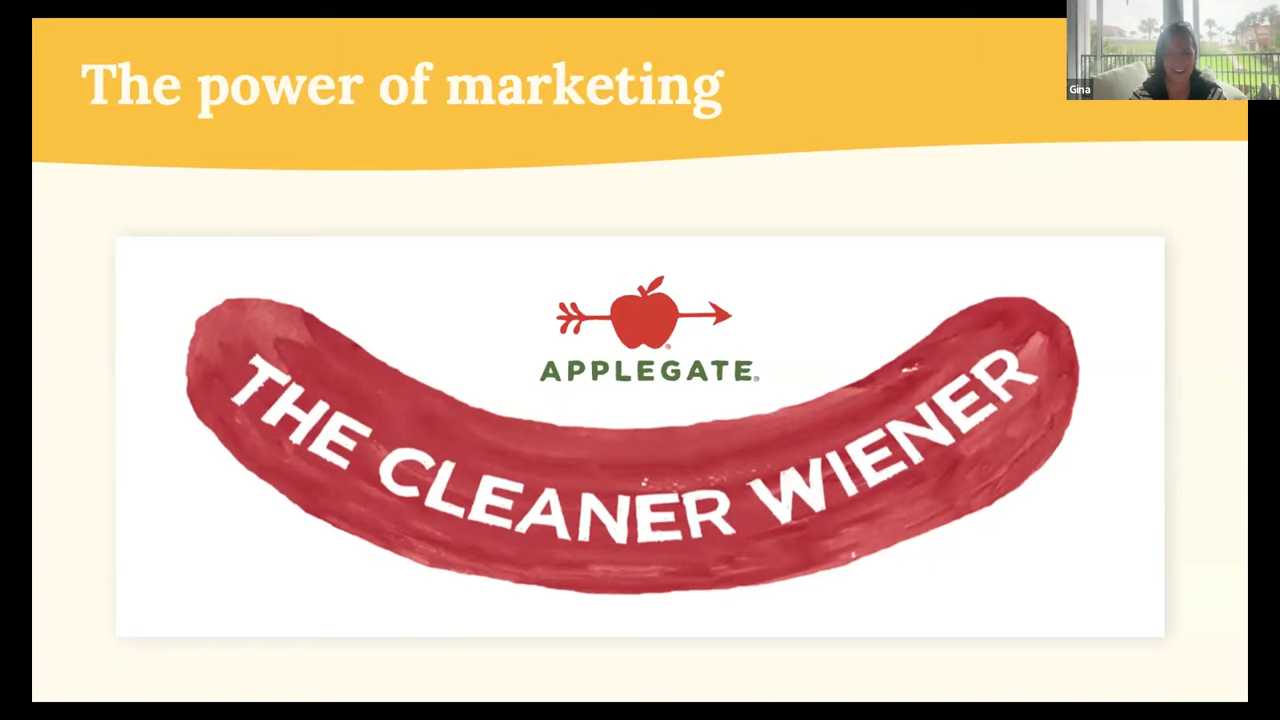 The power of marketing
Gina
APPLEGATE®
THE CLEANER WIENER